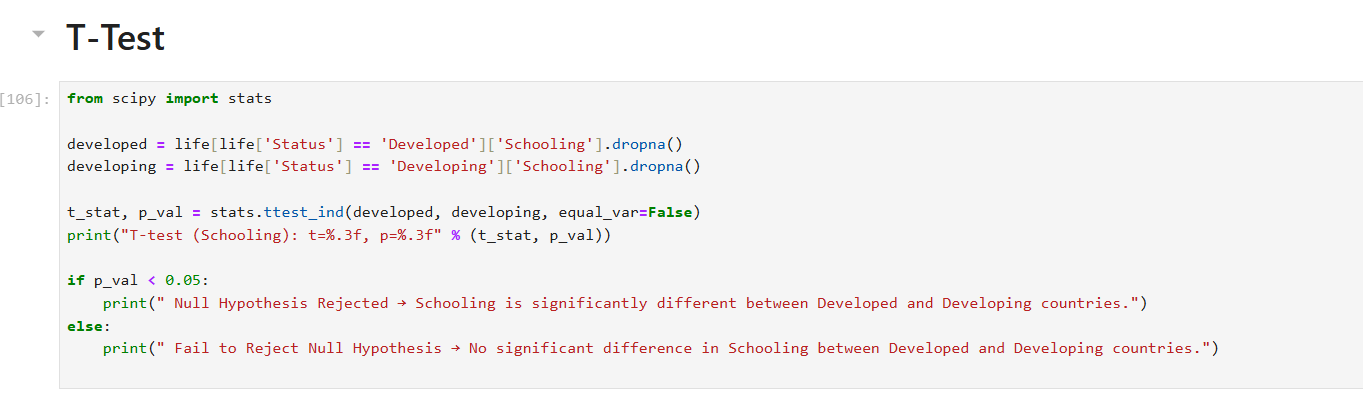 T-Test
[106]:
from scipy import stats
developed = life[life['Status'] == 'Developed']['Schooling'].dropna()
developing = life[life['Status'] == 'Developing']['Schooling'].dropna()
t_stat, p_val = stats.ttest_ind(developed, developing, equal_var=False)
print("T-test (Schooling): t=%.3f, p=%.3f" % (t_stat, p_val))
if p_val < 0.05:
    print(" Null Hypothesis Rejected → Schooling is significantly different between Developed and Developing countries.")
else:
    print(" Fail to Reject Null Hypothesis → No significant difference in Schooling between Developed and Developing countries.")